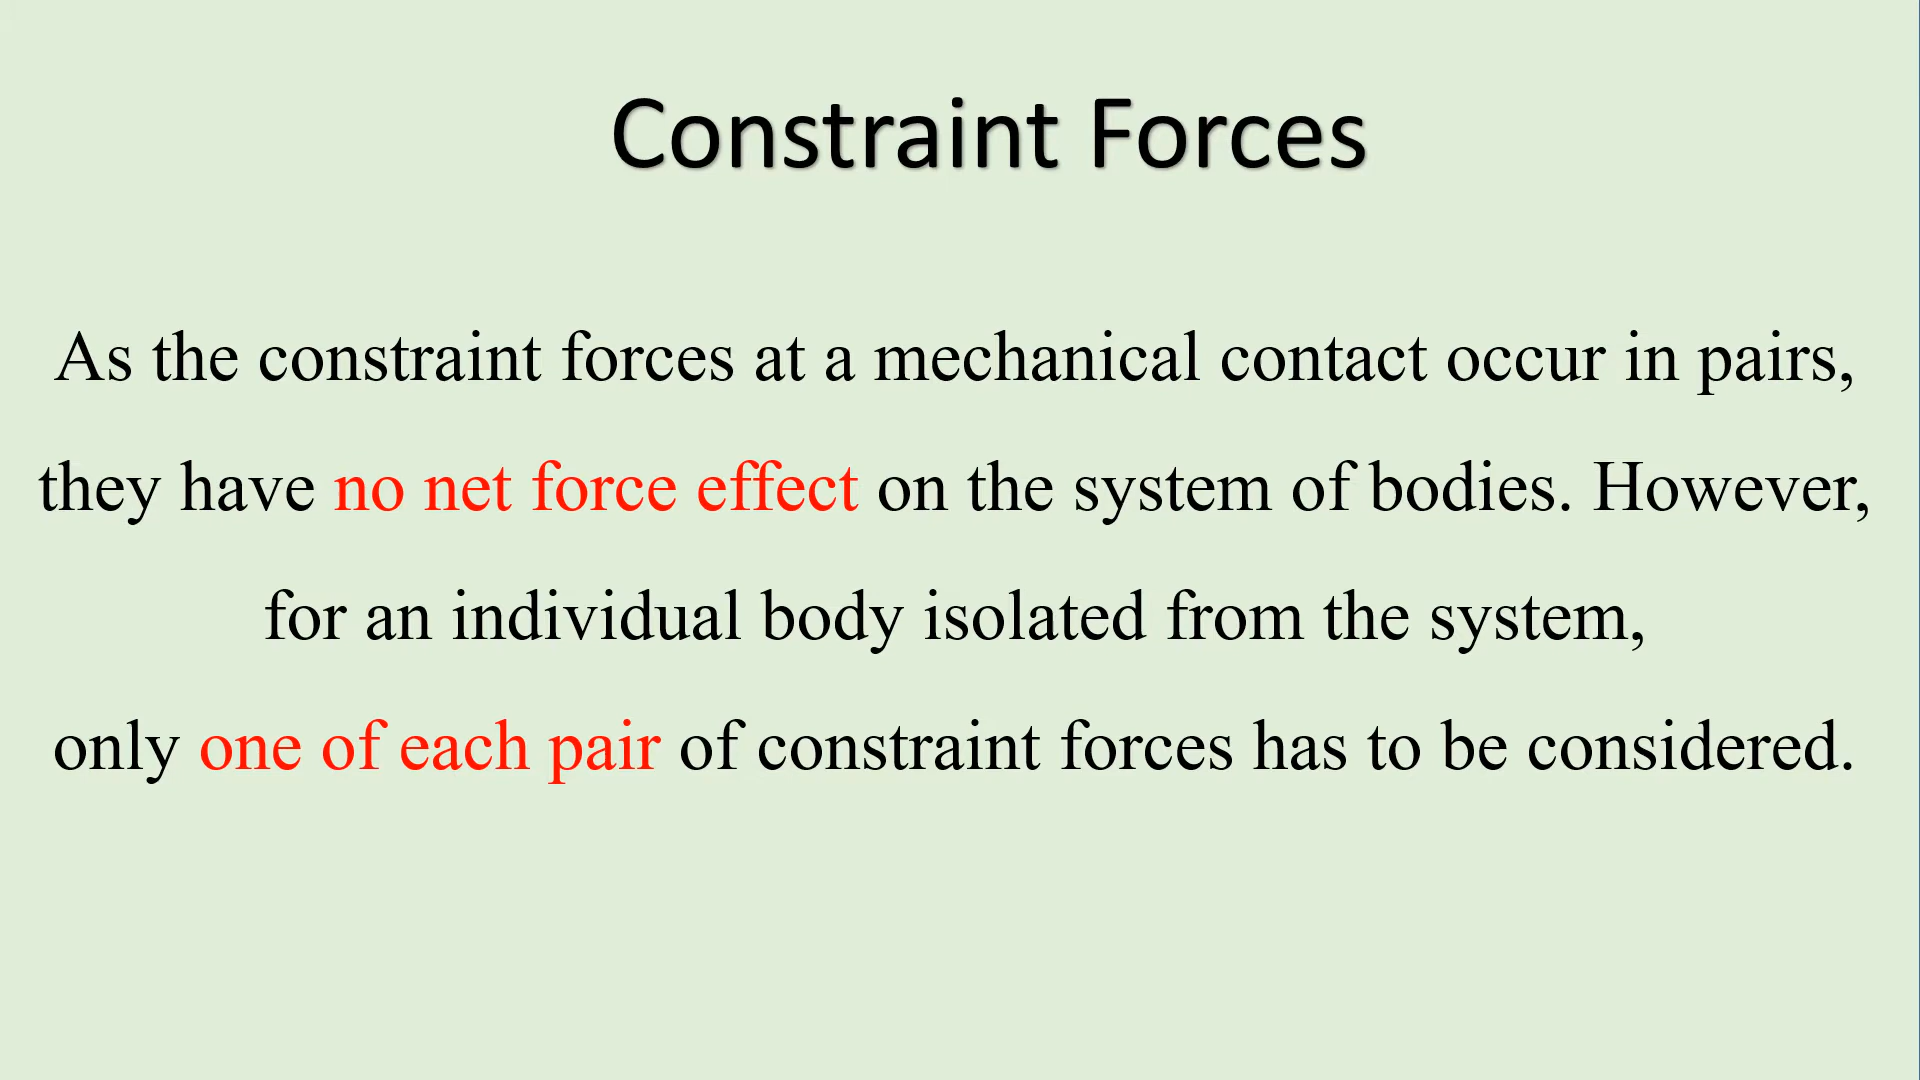 Constraint Forces
As the constraint forces at a mechanical contact occur in pairs,
they have no net force effect on the system of bodies. However,
for an individual body isolated from the system,
only one of each pair of constraint forces has to be considered.